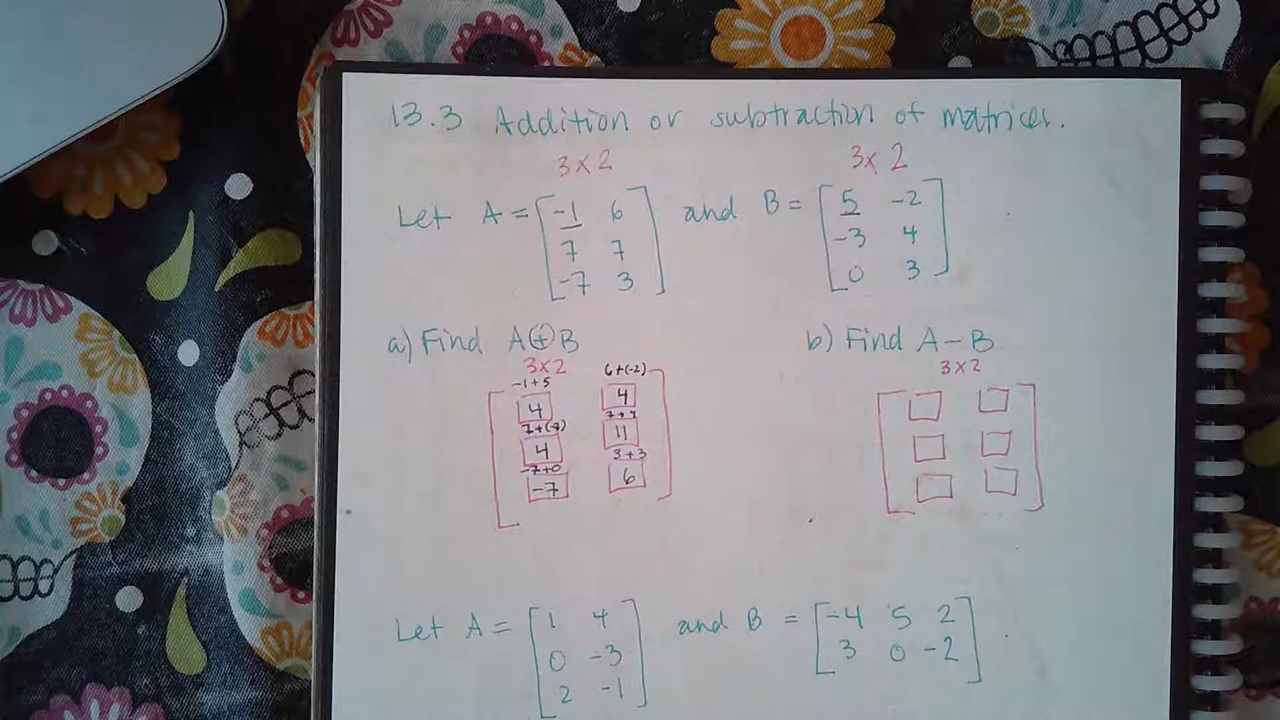 13.3 Addition or subtraction of matrices.
3x2 3x2
Let A = [-1 6 and B = [5 -2]
7 7 -3 4
-7 3] 0 3
a) Find A+B b) Find A-B
3x2 3x2
-1+5 6+(-2)
4 4
7+(-7) 7+4
4 11
-7+0 3+3
-7 6
Let A = [1 4] and B = [-4 5 2].
0 -3 3 0 -2
2 -1